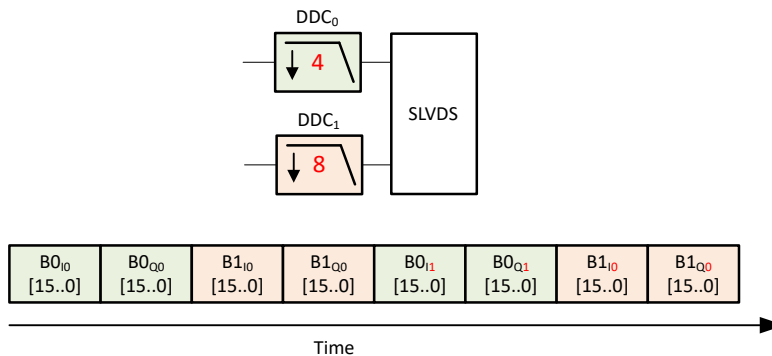 DDC₀
4
SLVDS
DDC₁
8
B0I0 B0Q0 B1I0 B1Q0 B0I1 B0Q1 B1I0 B1Q0
[15..0] [15..0] [15..0] [15..0] [15..0] [15..0] [15..0] [15..0]
Time